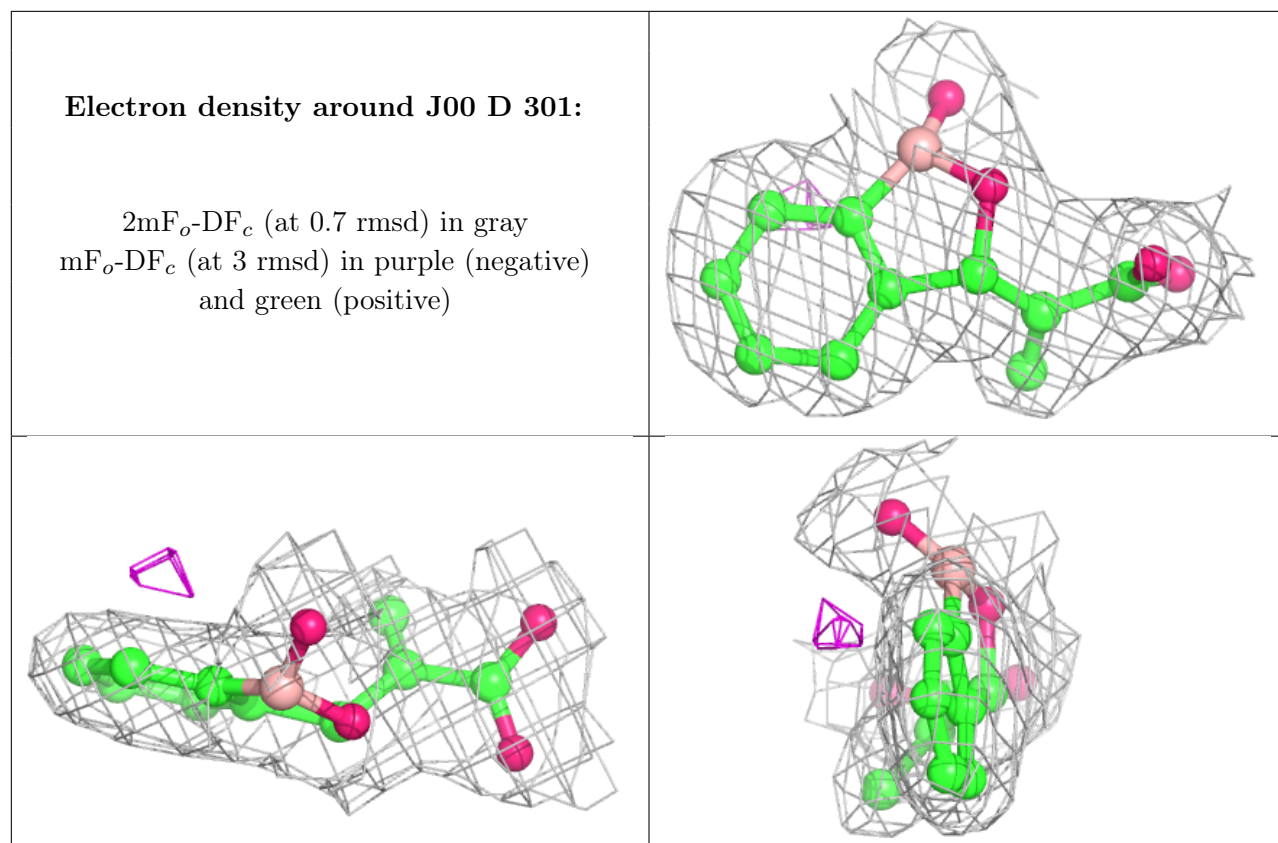 Electron density around J00 D 301:
2mFo-DFc (at 0.7 rmsd) in gray
mFo-DFc (at 3 rmsd) in purple (negative)
and green (positive)